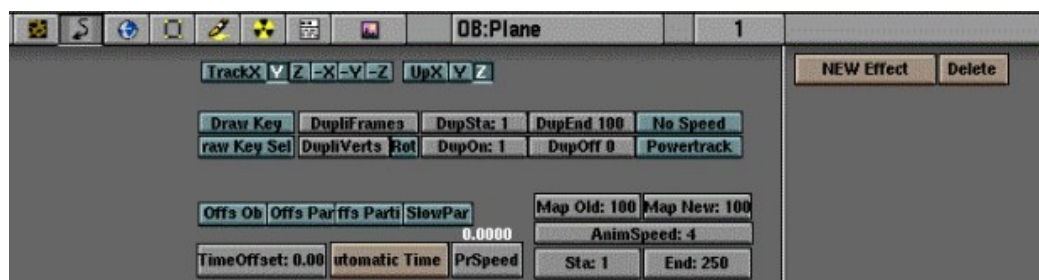 OB:Plane 1
TrackX Y Z -X -Y -Z UpX Y Z
NEW Effect Delete
Draw Key DupliFrames DupSta: 1 DupEnd 100 No Speed
raw Key Sel DupliVerts Rot DupOn: 1 DupOff 0 Powertrack
Offs Ob Offs Par ffs Parti SlowPar
Map Old: 100 Map New: 100
0.0000
AnimSpeed: 4
TimeOffset: 0.00 utomatic Time PrSpeed
Sta: 1 End: 250